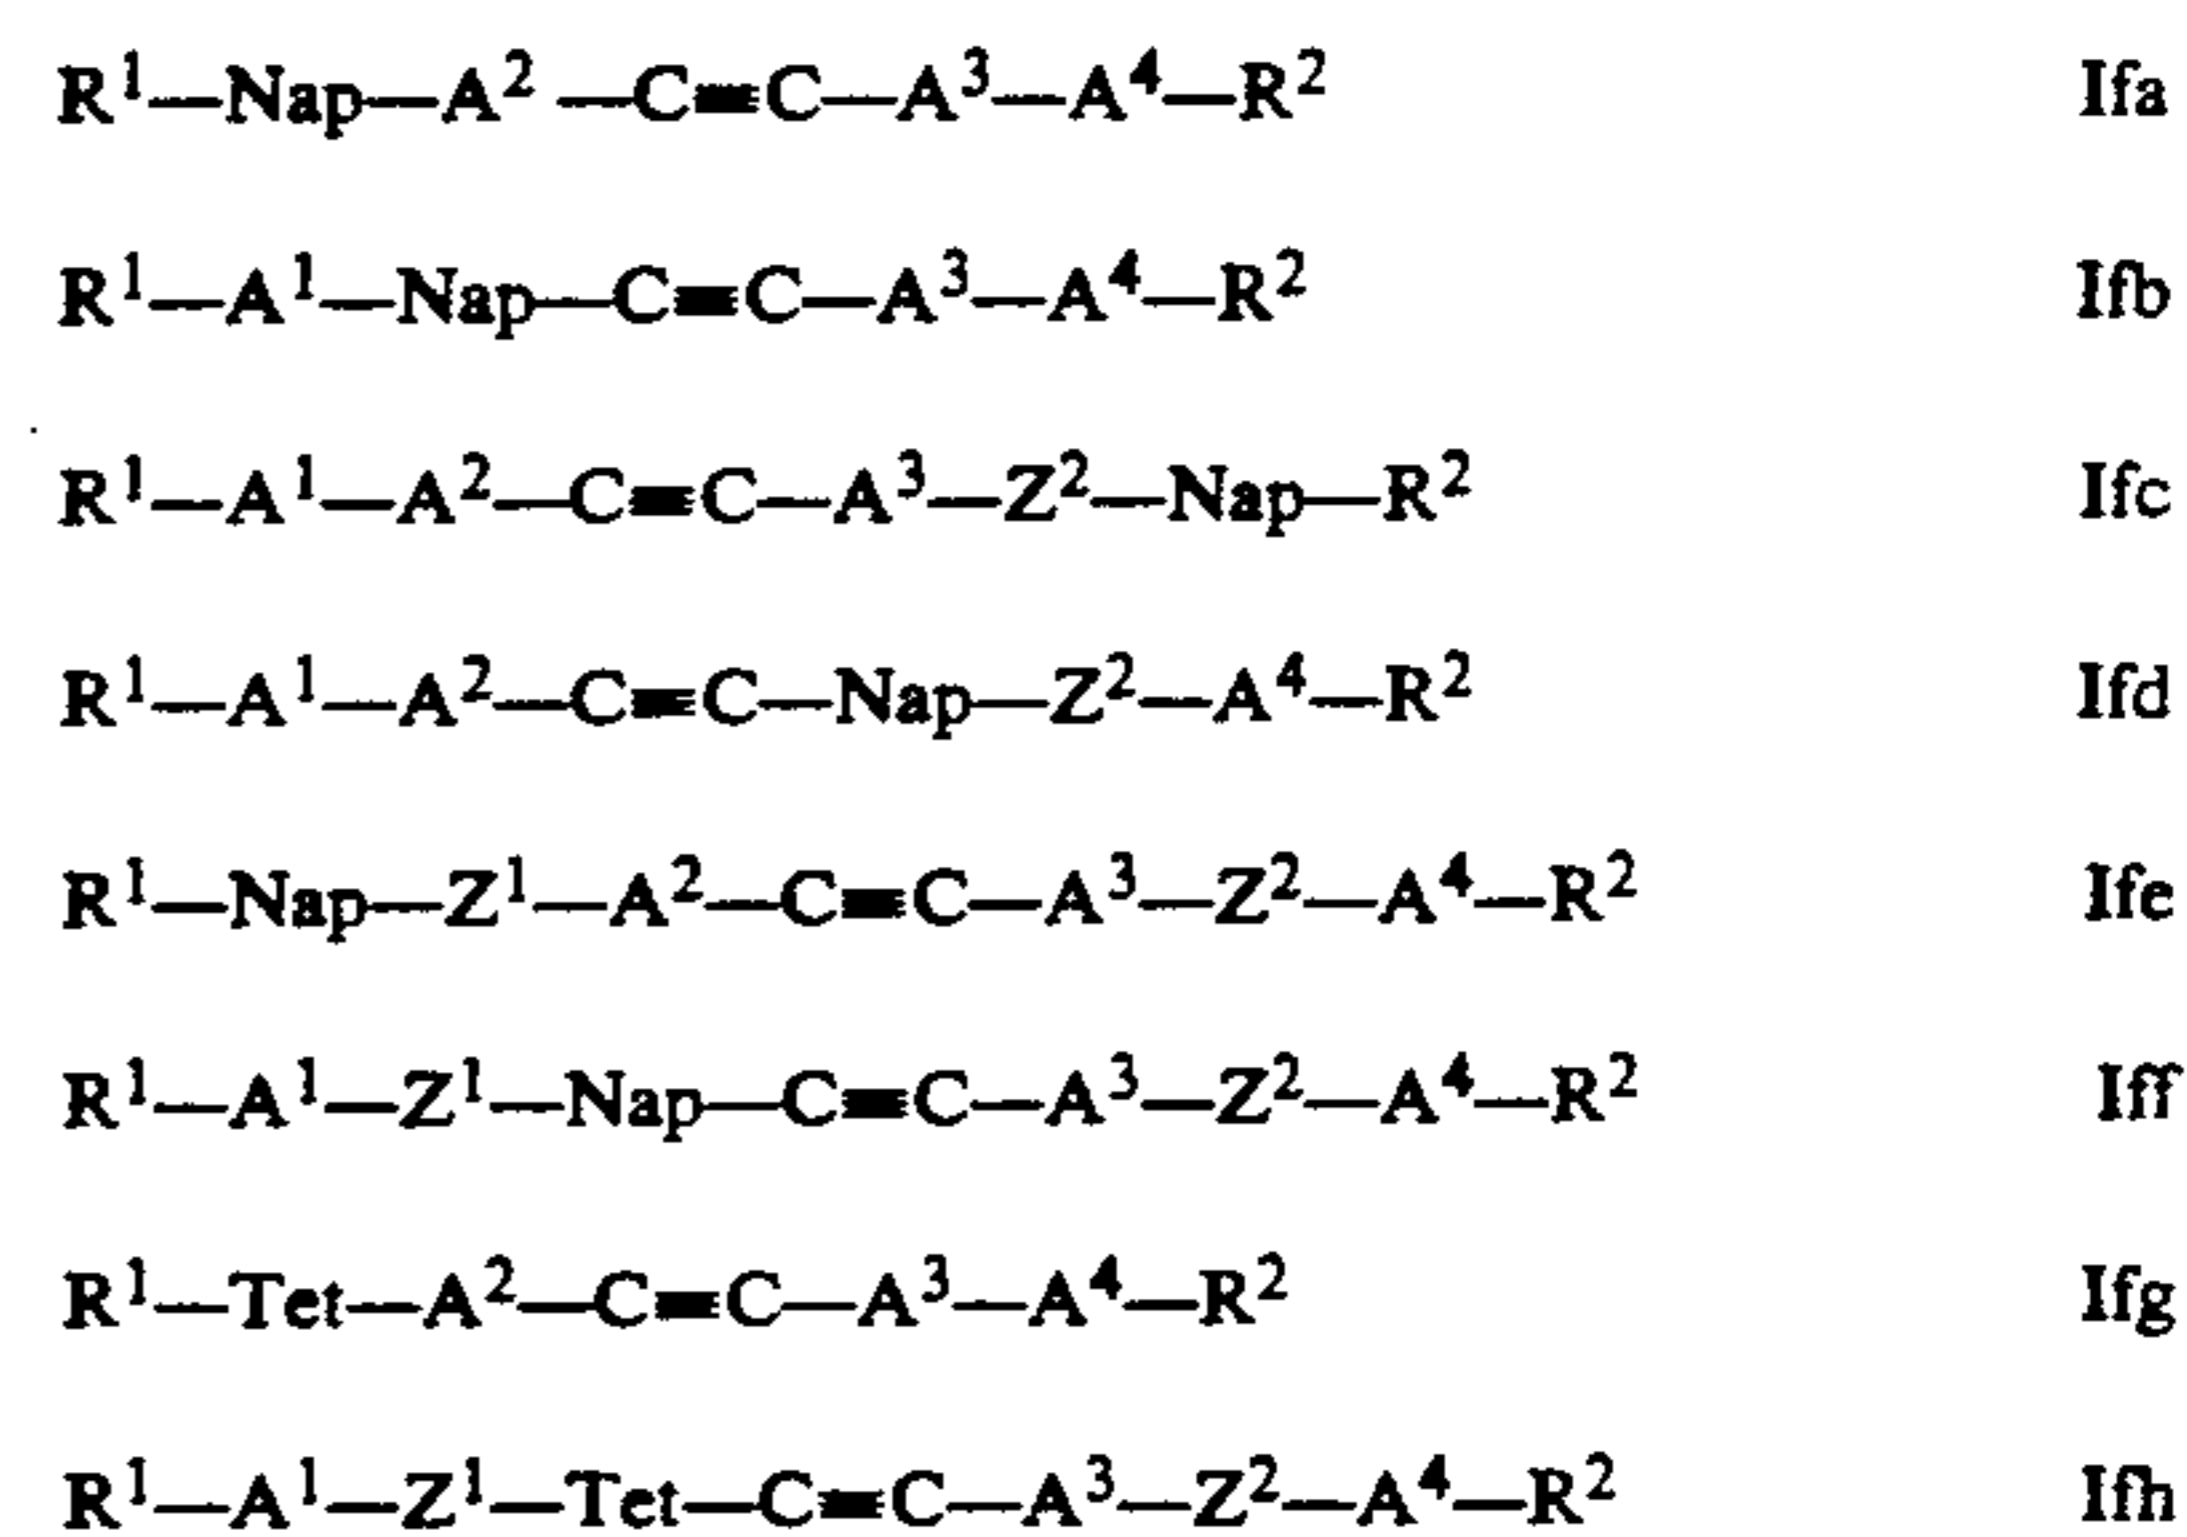 R¹—Nap—A² —C≡C—A³—A⁴—R² Ifa
R¹—A¹—Nap—C≡C—A³—A⁴—R² Ifb
R¹—A¹—A²—C≡C—A³—Z²—Nap—R² Ifc
R¹—A¹—A²—C≡C—Nap—Z²—A⁴—R² Ifd
R¹—Nap—Z¹—A²—C≡C—A³—Z²—A⁴—R² Ife
R¹—A¹—Z¹—Nap—C≡C—A³—Z²—A⁴—R² Iff
R¹—Tet—A²—C≡C—A³—A⁴—R² Ifg
R¹—A¹—Z¹—Tet—C≡C—A³—Z²—A⁴—R² Ifh